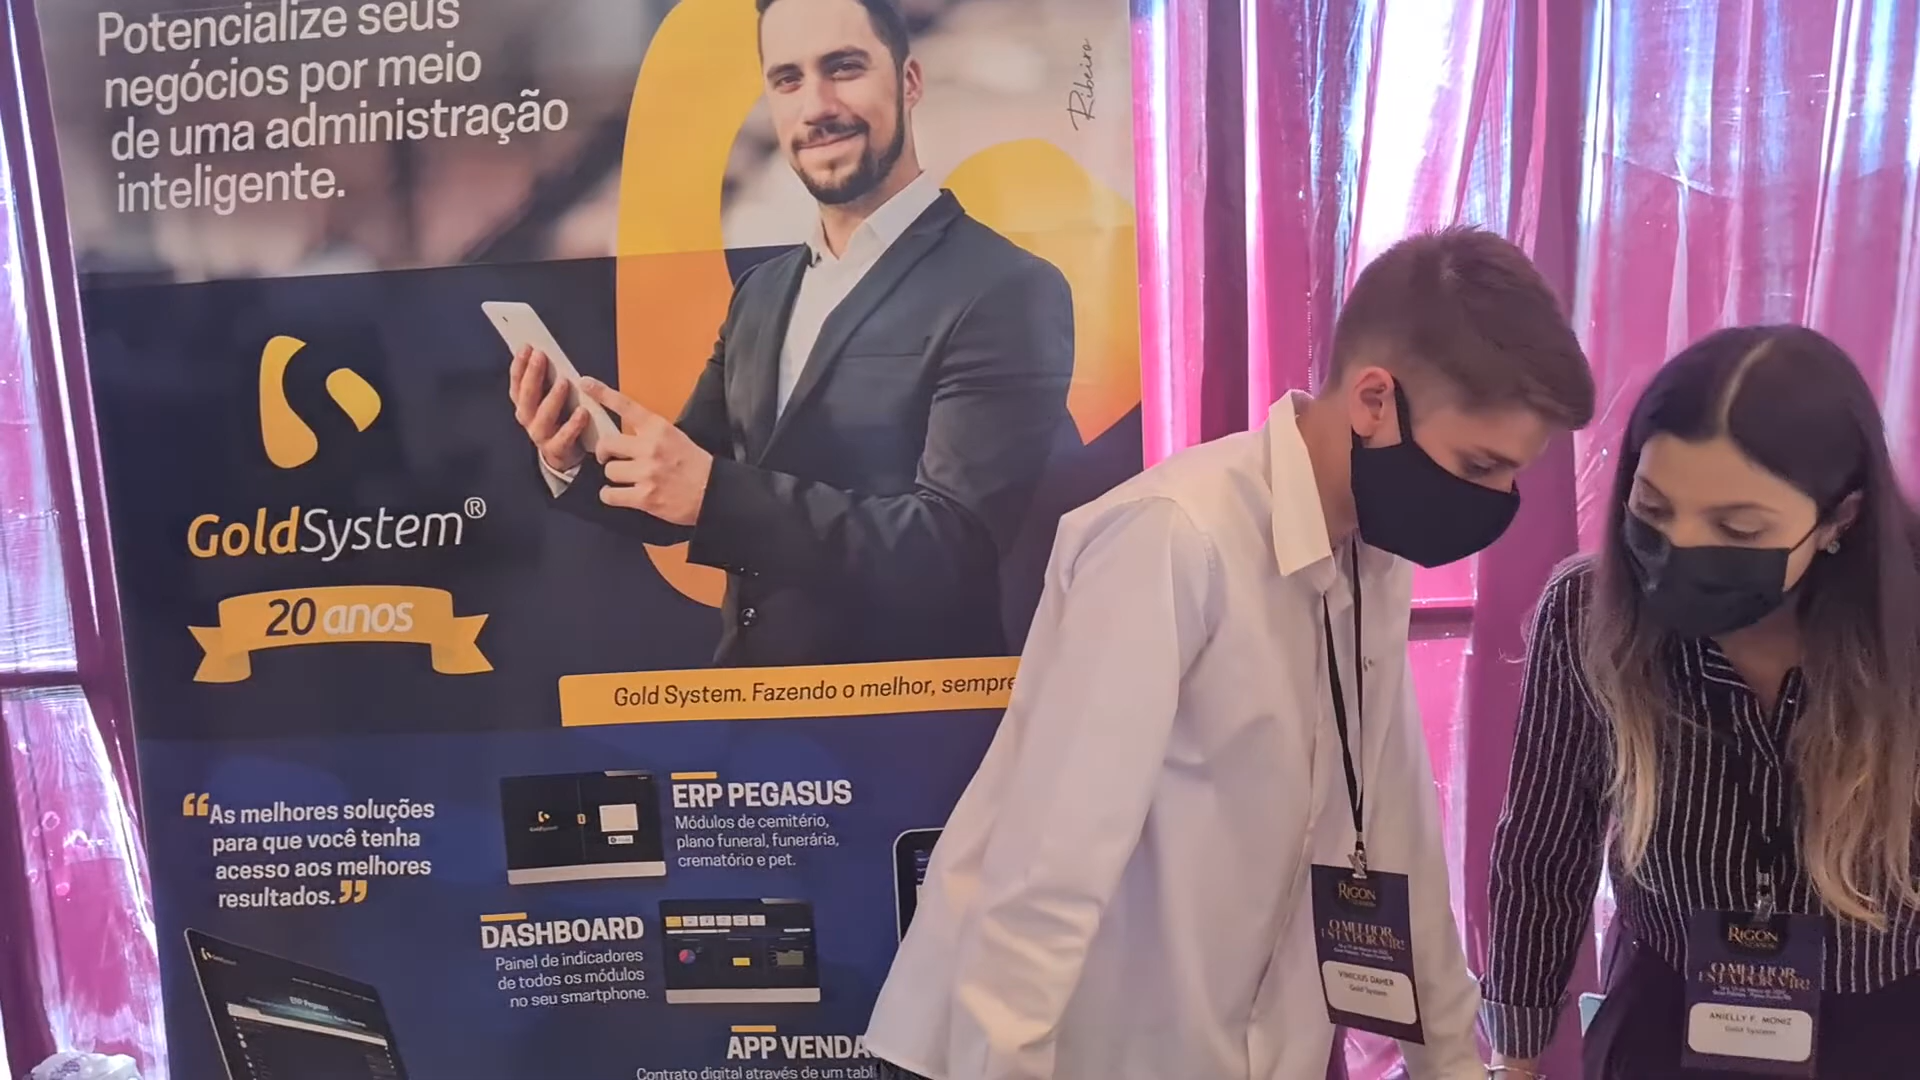 Potencialize seus
negócios por meio
de uma administração
inteligente.
Ribeiro
GoldSystem®
20 anos
Gold System. Fazendo o melhor, sempre
“As melhores soluções
para que você tenha
acesso aos melhores
resultados.”
ERP PEGASUS
Módulos de cemitério,
plano funeral, funerária,
crematório e pet.
DASHBOARD
Painel de indicadores
de todos os módulos
no seu smartphone.
ERP Pegasus
APP VENDA
Contrato digital através de um tabl
RIGON
O MELHOR
ESTÁ POR VIR!
VINICIUS DAHER
Gold System
RIGON
O MELHOR
ESTÁ POR VIR!
ANIELLY F. MONIZ
Gold System